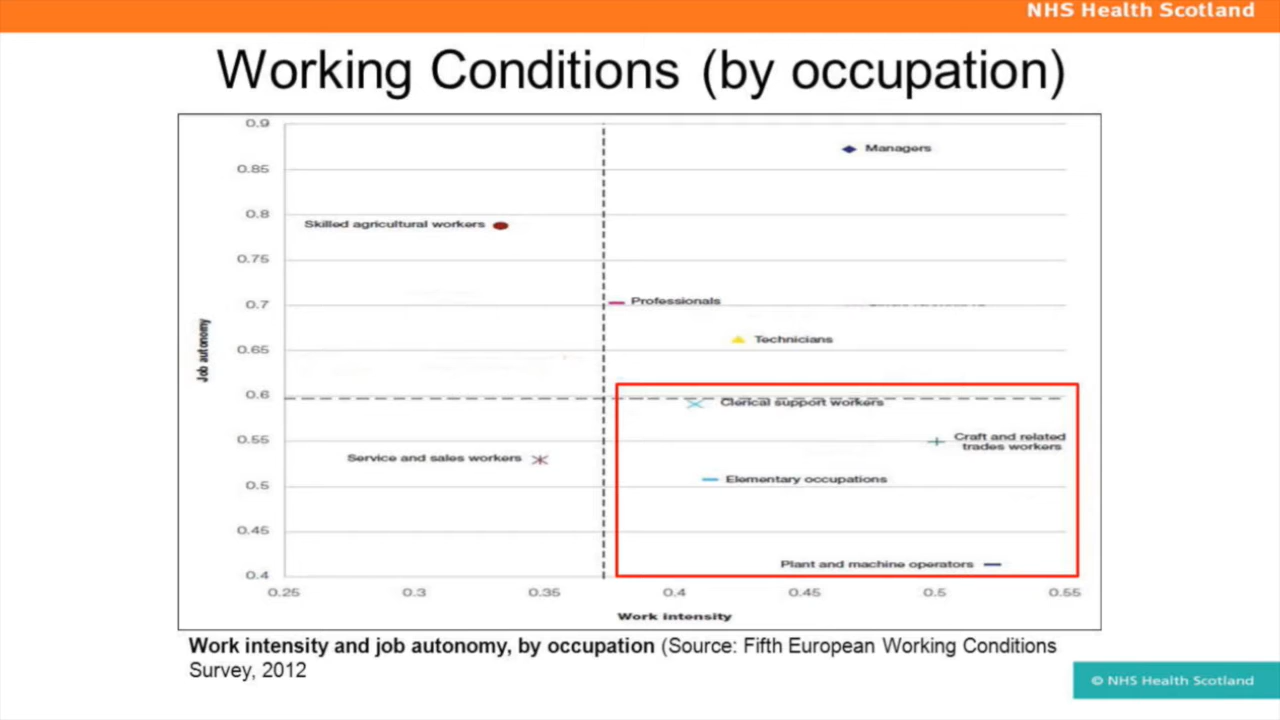 NHS Health Scotland
Working Conditions (by occupation)
0.9
Managers
0.85
0.8
Skilled agricultural workers
0.75
0.7
Professionals
Technicians
0.65
Job autonomy
0.6
Clerical support workers
0.55
Craft and related
trades workers
Service and sales workers
0.5
Elementary occupations
0.45
Plant and machine operators
0.4
0.25 0.3 0.35 0.4 0.45 0.5 0.55
Work intensity
Work intensity and job autonomy, by occupation (Source: Fifth European Working Conditions
Survey, 2012
© NHS Health Scotland